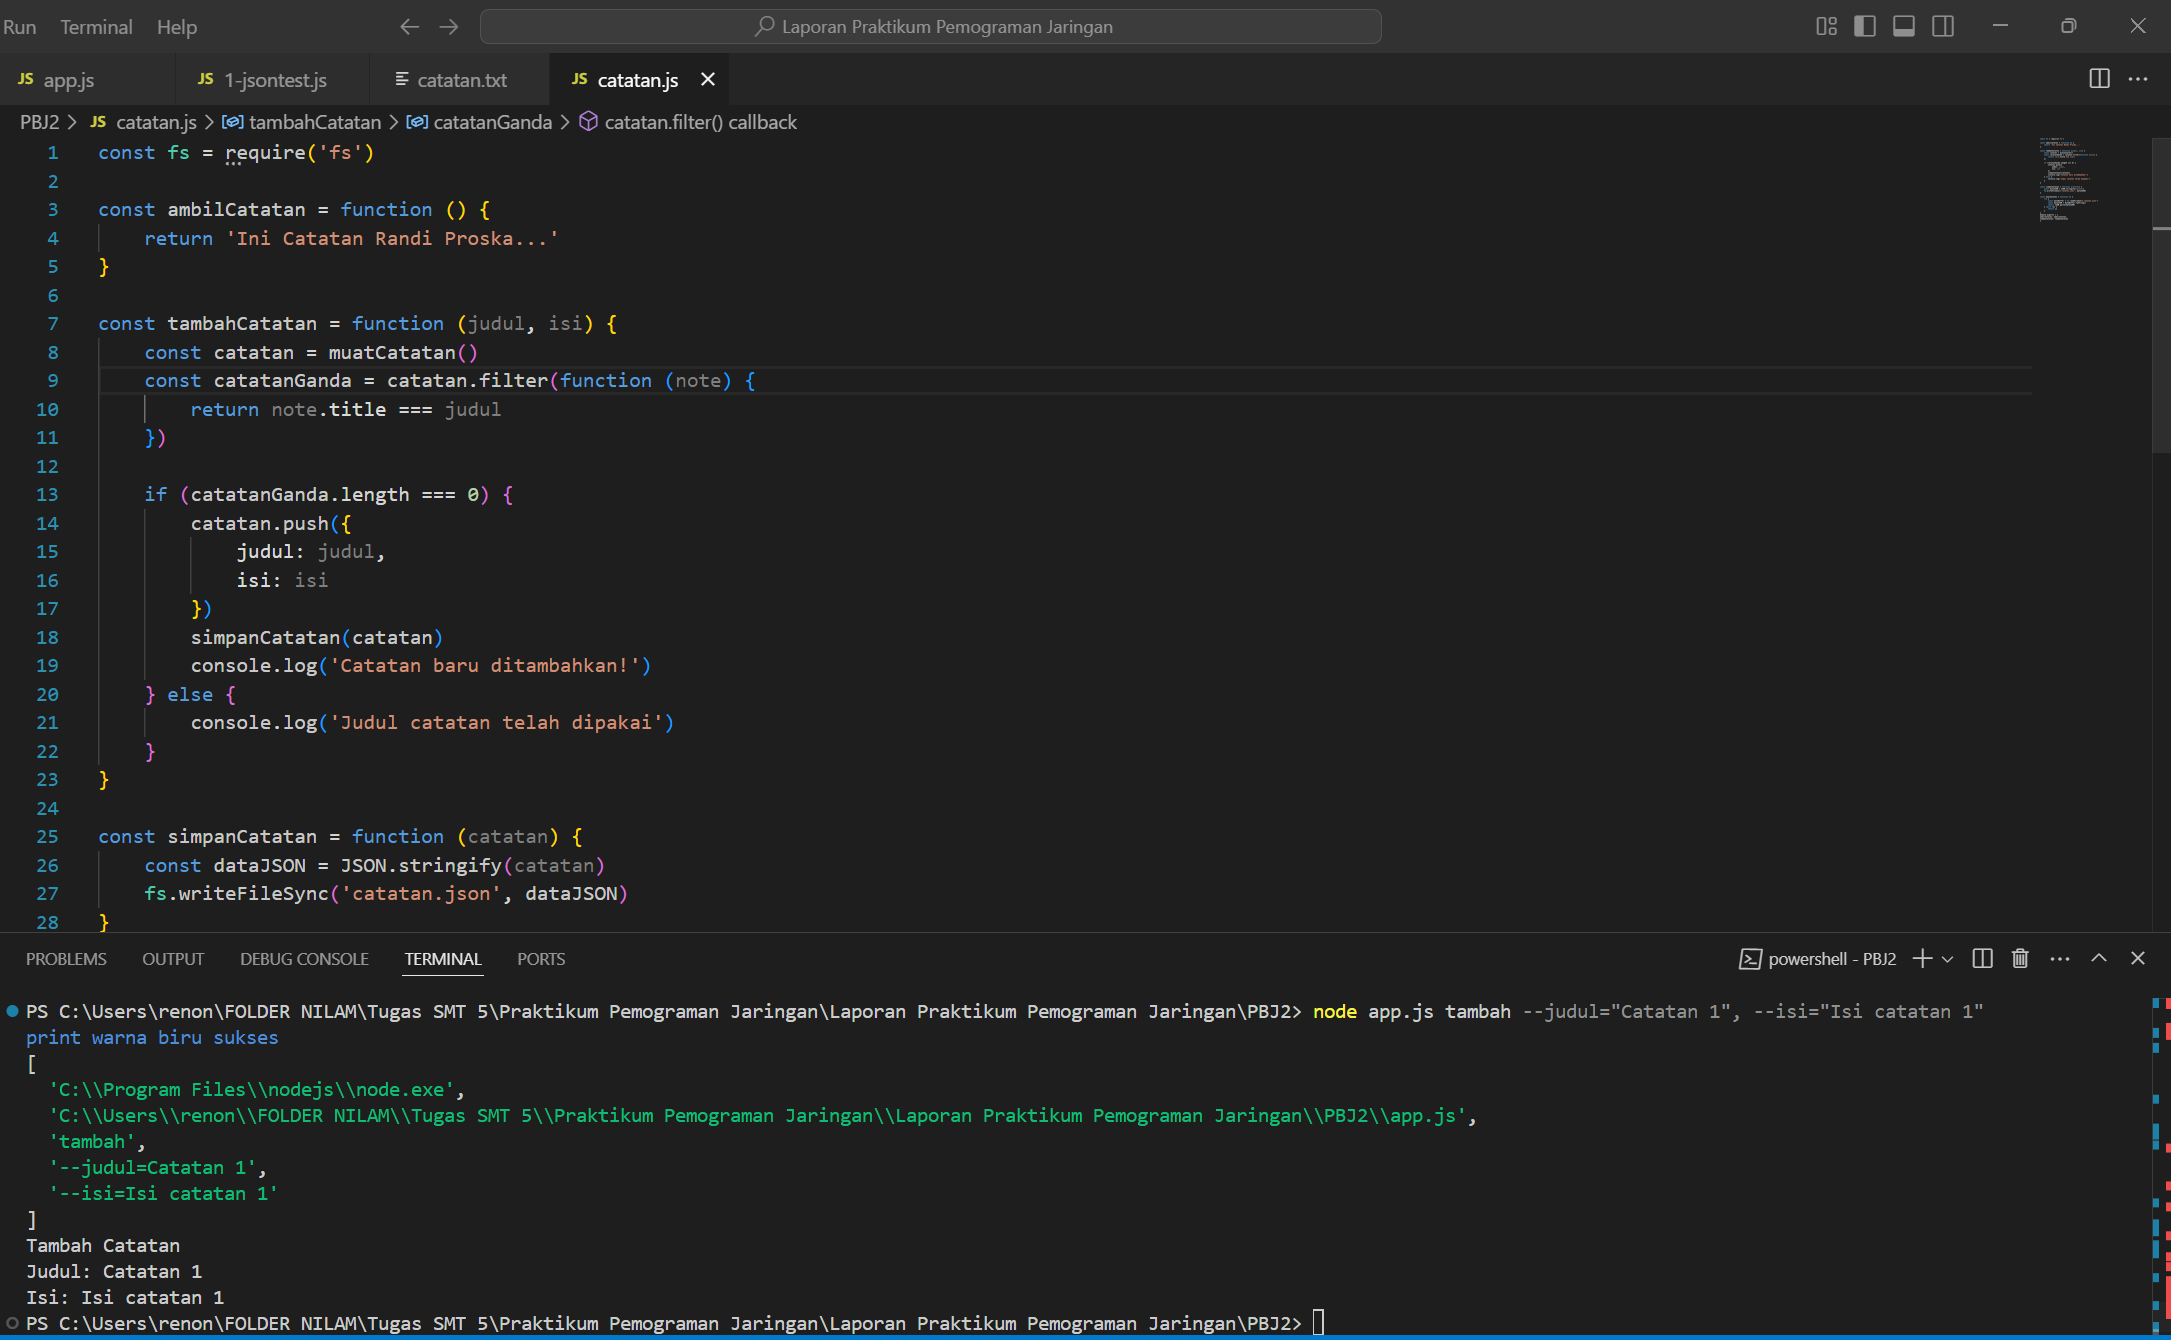 Run Terminal Help
Laporan Praktikum Pemograman Jaringan
JS app.js JS 1-jsontest.js catatan.txt JS catatan.js
PBJ2 > JS catatan.js > tambahCatatan > catatanGanda > catatan.filter() callback
1 const fs = require('fs')
2
3 const ambilCatatan = function () {
4 return 'Ini Catatan Randi Proska...'
5 }
6
7 const tambahCatatan = function (judul, isi) {
8 const catatan = muatCatatan()
9 const catatanGanda = catatan.filter(function (note) {
10 return note.title === judul
11 })
12
13 if (catatanGanda.length === 0) {
14 catatan.push({
15 judul: judul,
16 isi: isi
17 })
18 simpanCatatan(catatan)
19 console.log('Catatan baru ditambahkan!')
20 } else {
21 console.log('Judul catatan telah dipakai')
22 }
23 }
24
25 const simpanCatatan = function (catatan) {
26 const dataJSON = JSON.stringify(catatan)
27 fs.writeFileSync('catatan.json', dataJSON)
28 }
PROBLEMS OUTPUT DEBUG CONSOLE TERMINAL PORTS powershell - PBJ2
PS C:\Users\renon\FOLDER NILAM\Tugas SMT 5\Praktikum Pemograman Jaringan\Laporan Praktikum Pemograman Jaringan\PBJ2> node app.js tambah --judul="Catatan 1", --isi="Isi catatan 1"
print warna biru sukses
[
'C:\\Program Files\\nodejs\\node.exe',
'C:\\Users\\renon\\FOLDER NILAM\\Tugas SMT 5\\Praktikum Pemograman Jaringan\\Laporan Praktikum Pemograman Jaringan\\PBJ2\\app.js',
'tambah',
'--judul=Catatan 1',
'--isi=Isi catatan 1'
]
Tambah Catatan
Judul: Catatan 1
Isi: Isi catatan 1
PS C:\Users\renon\FOLDER NILAM\Tugas SMT 5\Praktikum Pemograman Jaringan\Laporan Praktikum Pemograman Jaringan\PBJ2>